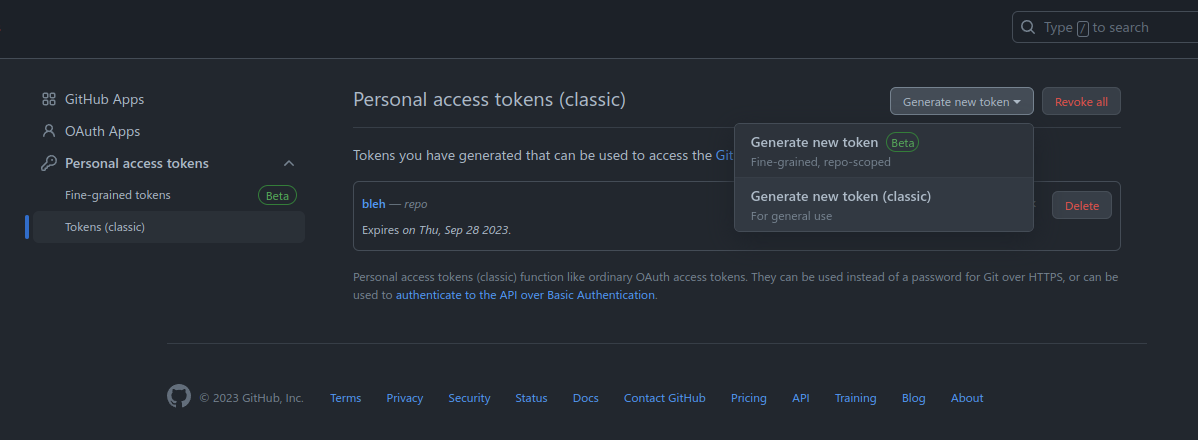 Type / to search
GitHub Apps
OAuth Apps
Personal access tokens
Fine-grained tokens Beta
Tokens (classic)
Personal access tokens (classic)
Generate new token
Revoke all
Generate new token Beta
Fine-grained, repo-scoped
Generate new token (classic)
For general use
Tokens you have generated that can be used to access the Git
bleh — repo
Delete
Expires on Thu, Sep 28 2023.
Personal access tokens (classic) function like ordinary OAuth access tokens. They can be used instead of a password for Git over HTTPS, or can be
used to authenticate to the API over Basic Authentication.
© 2023 GitHub, Inc. Terms Privacy Security Status Docs Contact GitHub Pricing API Training Blog About